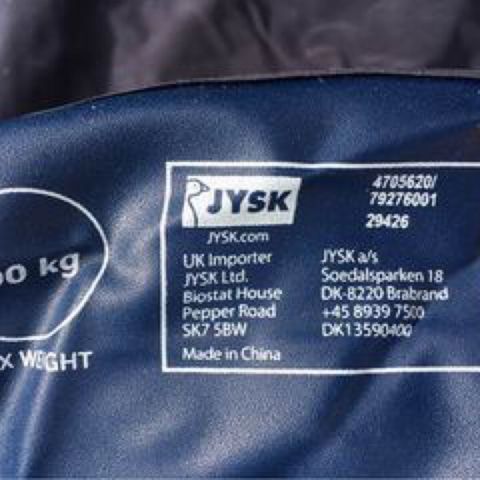 JYSK
JYSK.com
4705620/
79276001
29426
UK Importer
JYSK Ltd.
Biostat House
Pepper Road
SK7 5BW
Made in China
JYSK a/s
Soedalsparken 18
DK-8220 Brabrand
+45 8939 7500
DK13590400
0 kg
X WEIGHT